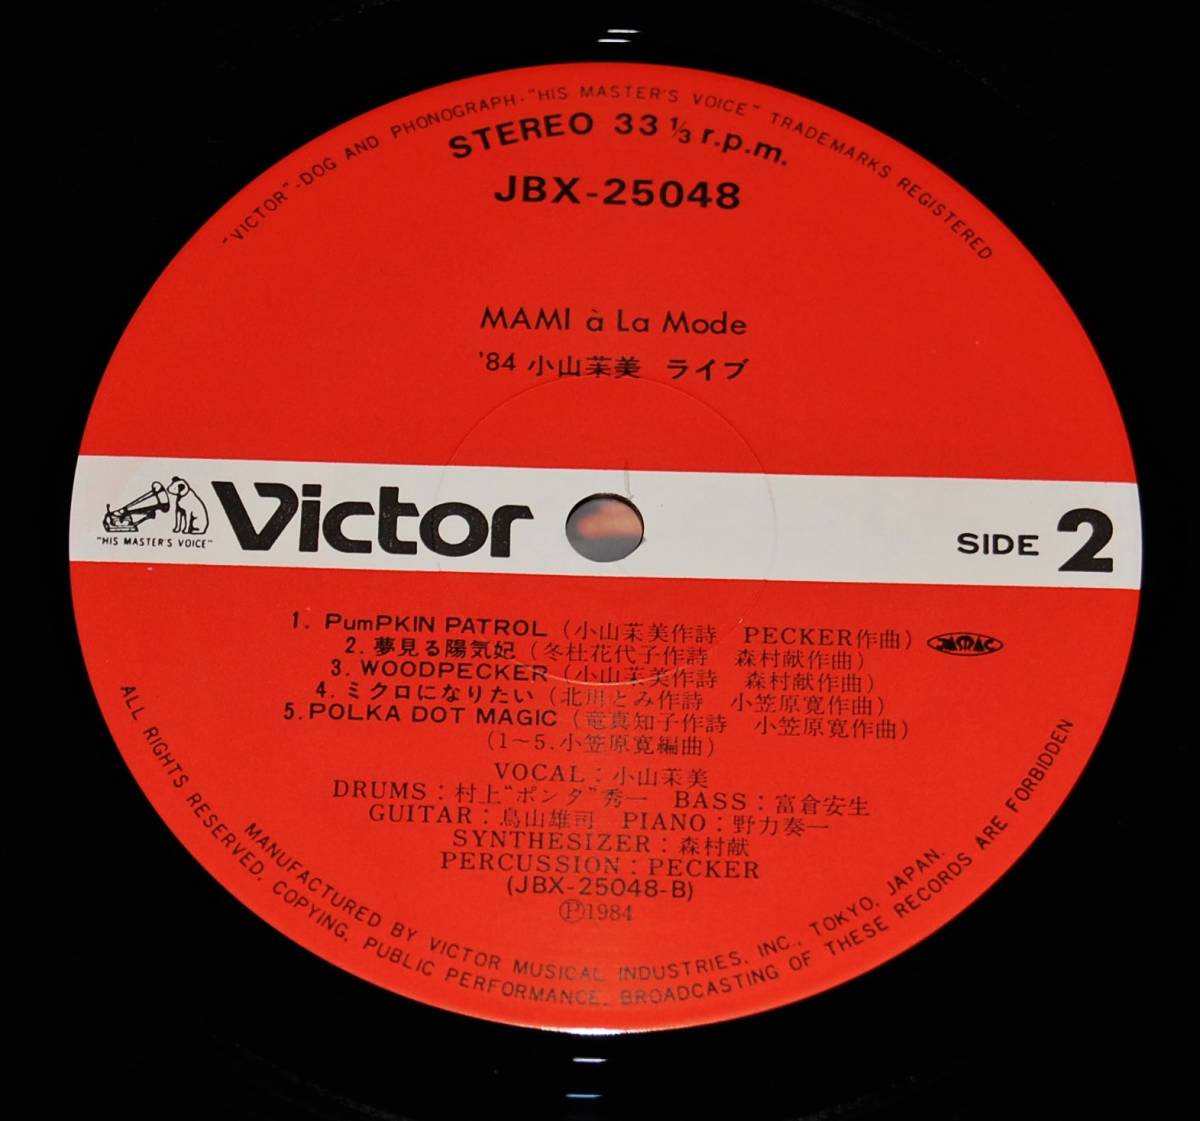 "VICTOR"-DOG AND PHONOGRAPH-"HIS MASTER'S VOICE" TRADEMARKS REGISTERED
STEREO 33 1/3 r.p.m.
JBX-25048
MAMI à La Mode
'84 小山茉美 ライブ
"HIS MASTER'S VOICE"
Victor
SIDE 2
1. PumPKIN PATROL (小山茉美作詩 PECKER作曲) JASRAC
2. 夢見る陽気妃 (冬杜花代子作詩 森村献作曲)
3. WOODPECKER (小山茉美作詩 森村献作曲)
4. ミクロになりたい (北川とみ作詩 小笠原寛作曲)
5. POLKA DOT MAGIC (竜真知子作詩 小笠原寛作曲)
(1~5.小笠原寛編曲)
VOCAL:小山茉美
DRUMS:村上"ポンタ"秀一 BASS:富倉安生
GUITAR:鳥山雄司 PIANO:野力奏一
SYNTHESIZER:森村献
PERCUSSION:PECKER
(JBX-25048-B)
Ⓟ1984
MANUFACTURED BY VICTOR MUSICAL INDUSTRIES, INC., TOKYO, JAPAN.
ALL RIGHTS RESERVED. COPYING, PUBLIC PERFORMANCE, BROADCASTING OF THESE RECORDS ARE FORBIDDEN